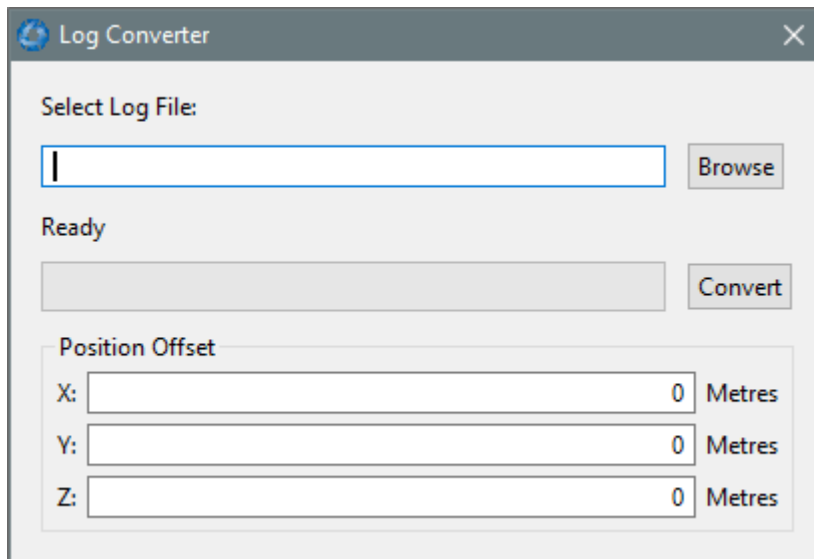 Log Converter
Select Log File:
Browse
Ready
Convert
Position Offset
X: 0 Metres
Y: 0 Metres
Z: 0 Metres